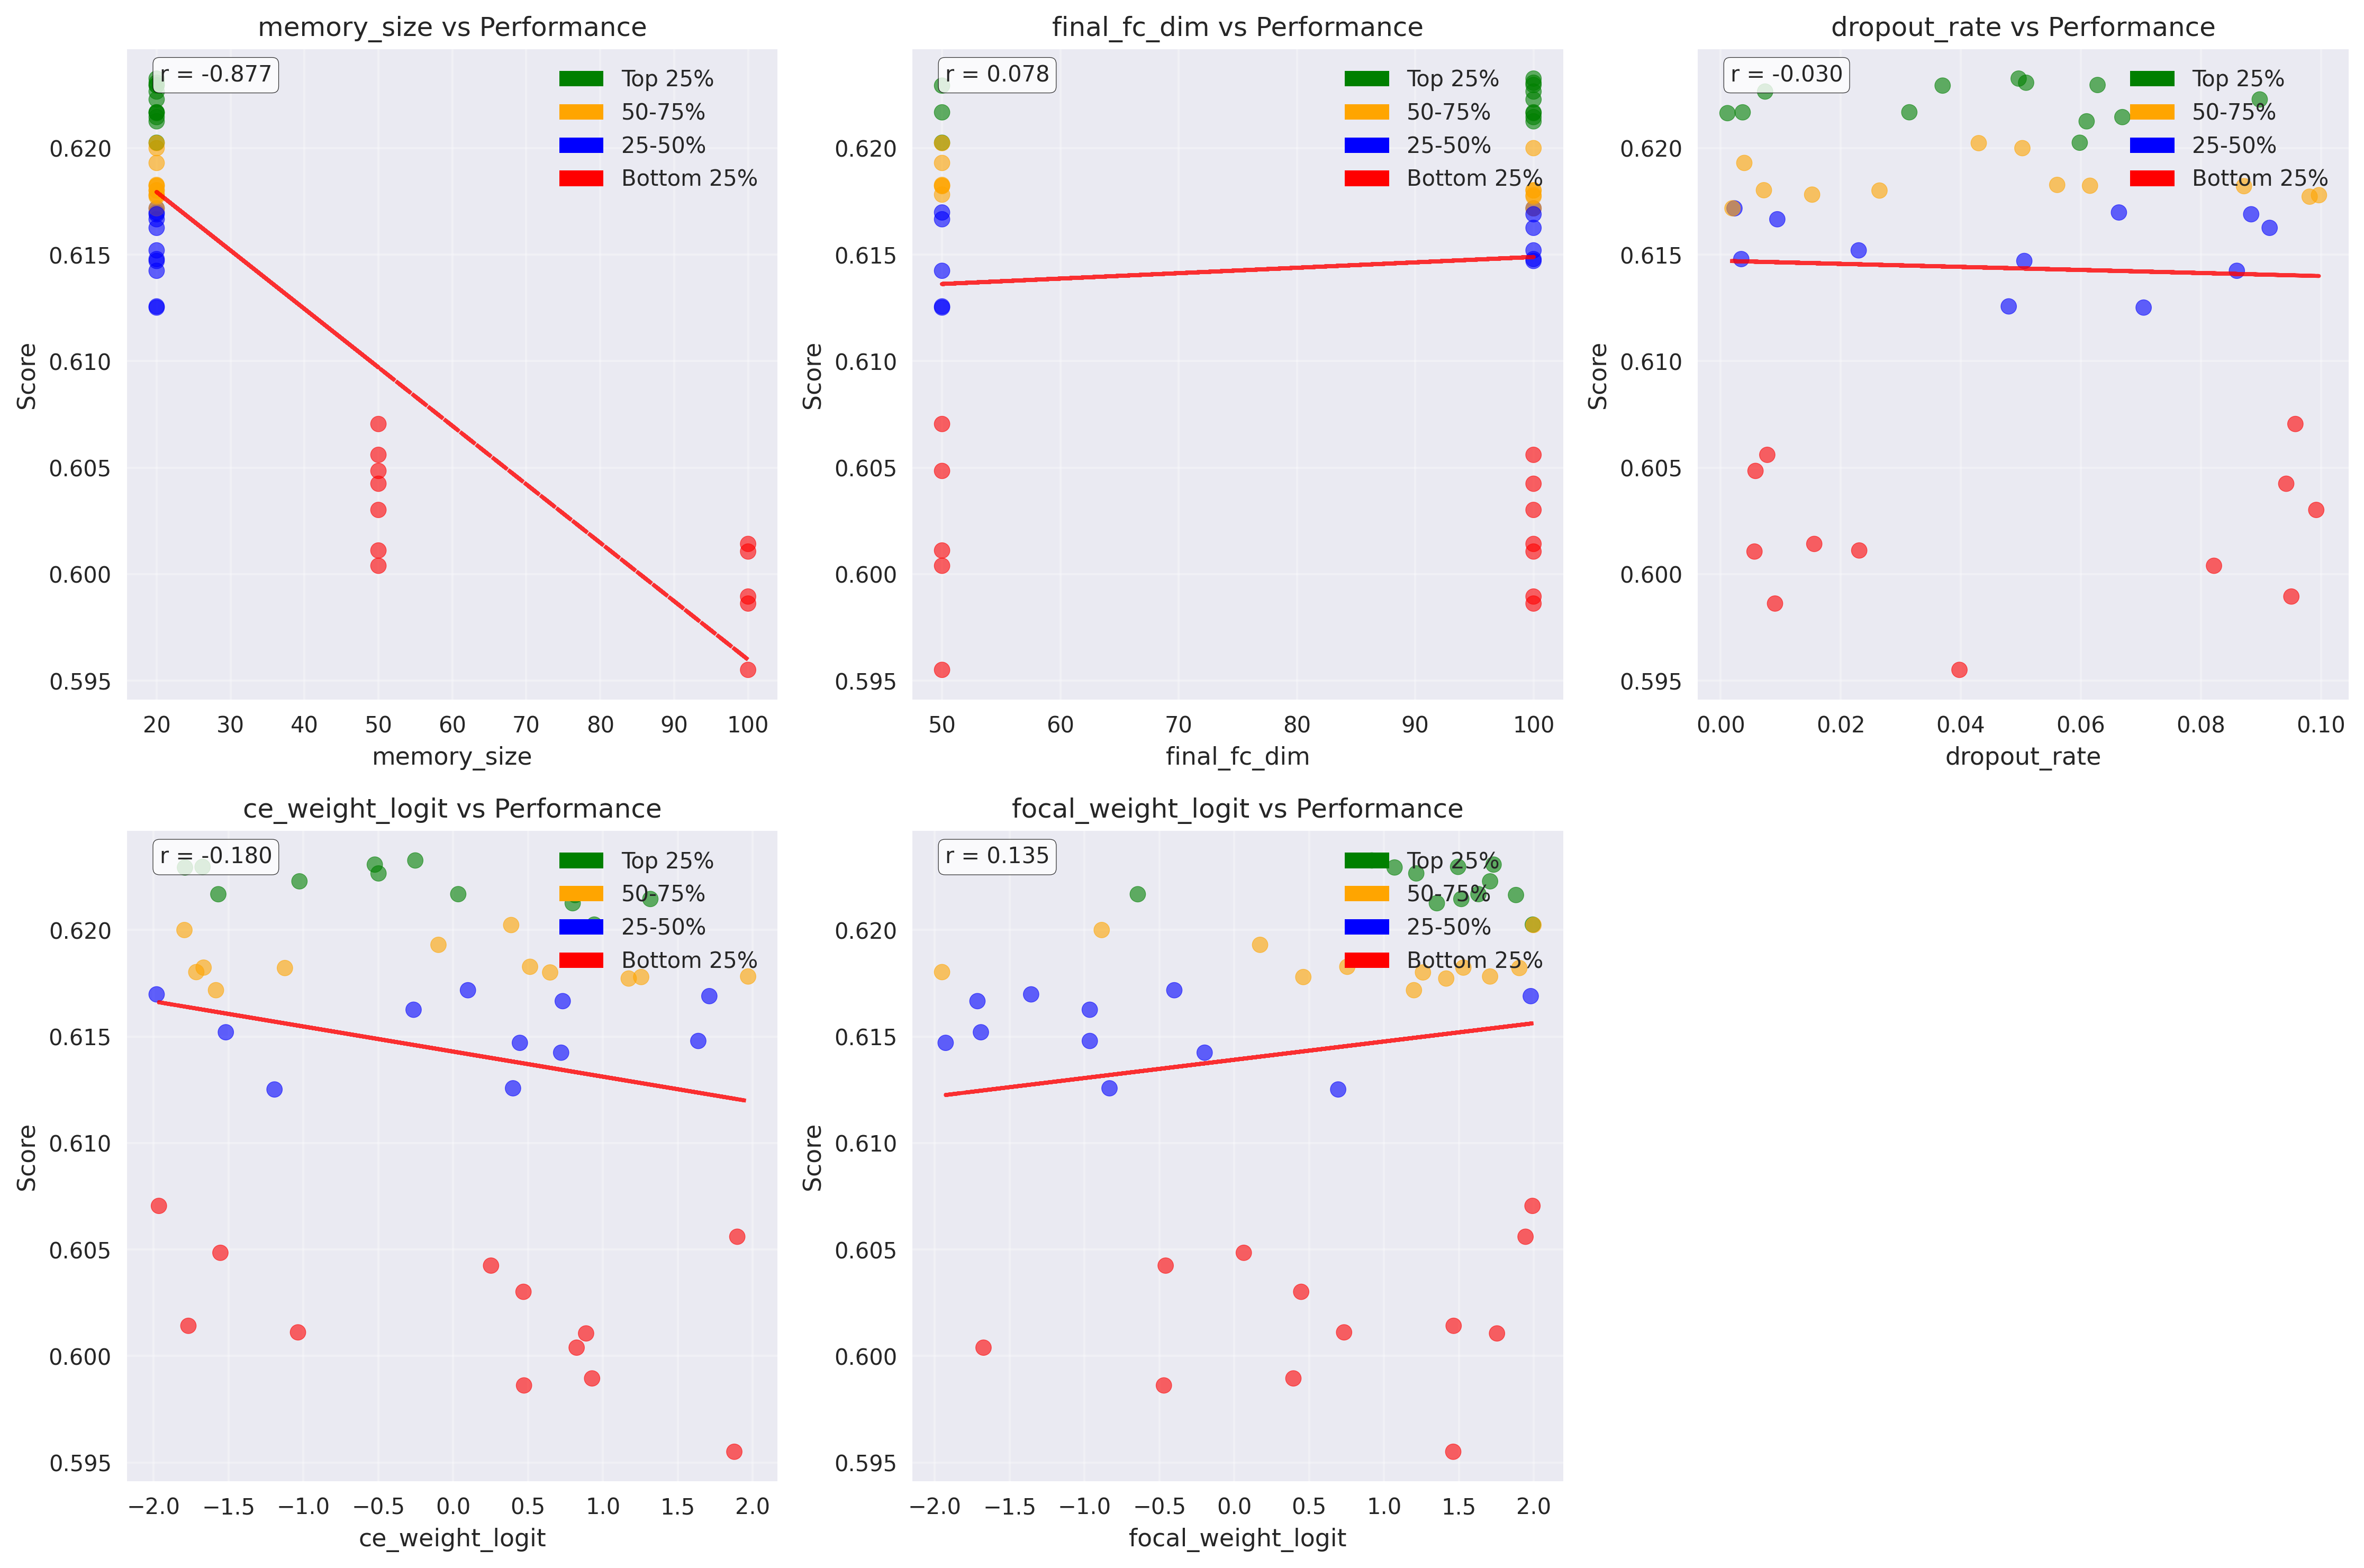 memory_size vs Performance
r = -0.877
Top 25%
50-75%
25-50%
Bottom 25%
0.620
0.615
0.610
0.605
0.600
0.595
Score
20 30 40 50 60 70 80 90 100
memory_size
final_fc_dim vs Performance
r = 0.078
Top 25%
50-75%
25-50%
Bottom 25%
0.620
0.615
0.610
0.605
0.600
0.595
Score
50 60 70 80 90 100
final_fc_dim
dropout_rate vs Performance
r = -0.030
Top 25%
50-75%
25-50%
Bottom 25%
0.620
0.615
0.610
0.605
0.600
0.595
Score
0.00 0.02 0.04 0.06 0.08 0.10
dropout_rate
ce_weight_logit vs Performance
r = -0.180
Top 25%
50-75%
25-50%
Bottom 25%
0.620
0.615
0.610
0.605
0.600
0.595
Score
−2.0 −1.5 −1.0 −0.5 0.0 0.5 1.0 1.5 2.0
ce_weight_logit
focal_weight_logit vs Performance
r = 0.135
Top 25%
50-75%
25-50%
Bottom 25%
0.620
0.615
0.610
0.605
0.600
0.595
Score
−2.0 −1.5 −1.0 −0.5 0.0 0.5 1.0 1.5 2.0
focal_weight_logit